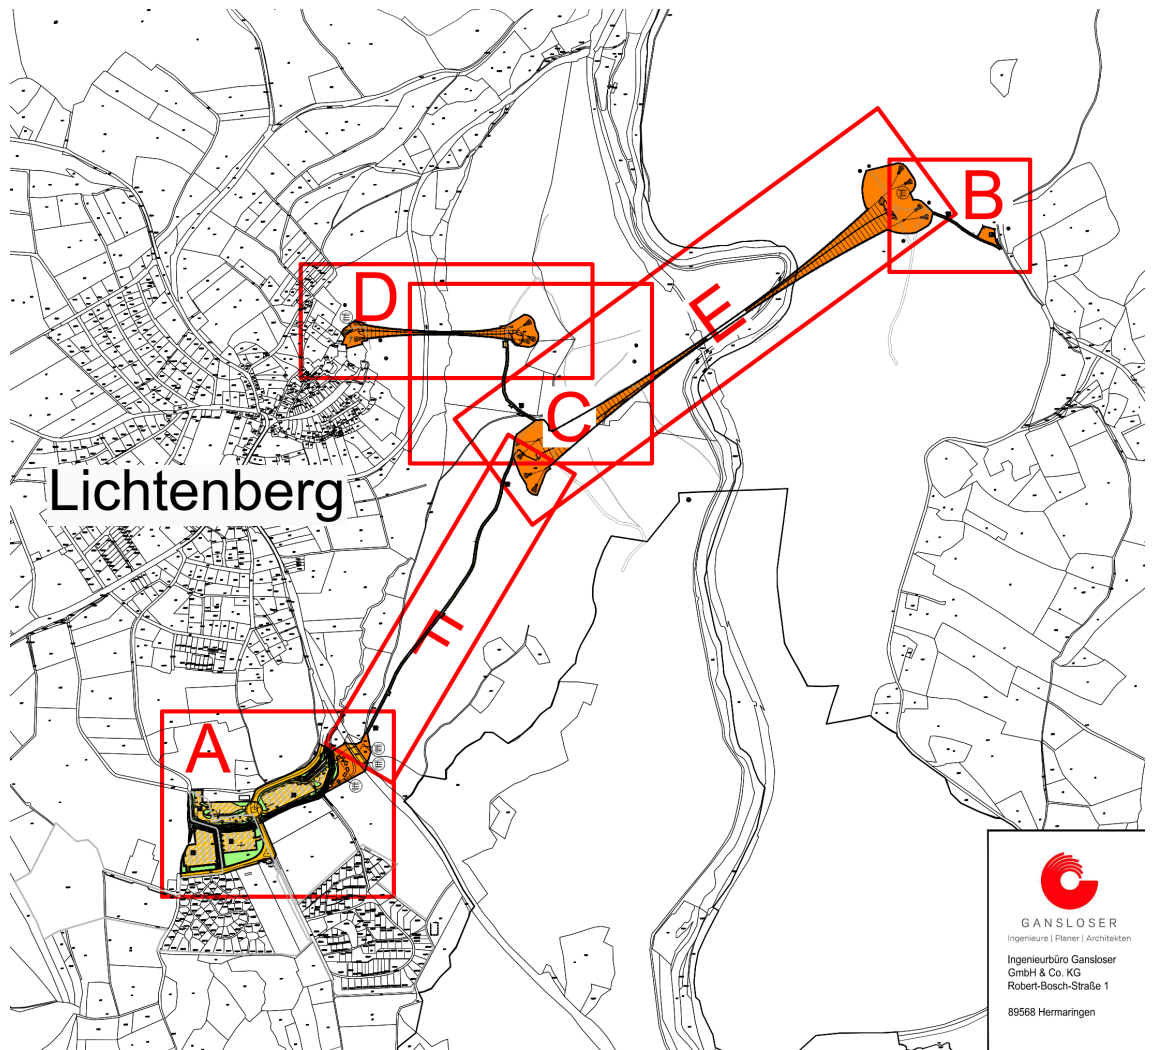 B
D
E
C
Lichtenberg
F
A
GANSLOSER
Ingenieure | Planer | Architekten
Ingenieurbüro Gansloser
GmbH & Co. KG
Robert-Bosch-Straße 1
89568 Hermaringen